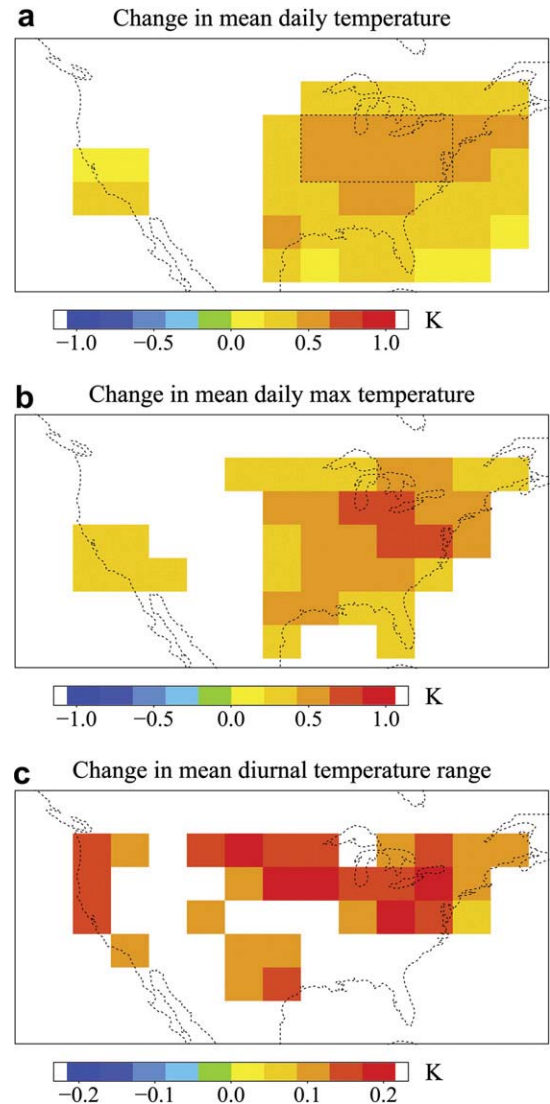 a Change in mean daily temperature
−1.0 −0.5 0.0 0.5 1.0 K
b Change in mean daily max temperature
−1.0 −0.5 0.0 0.5 1.0 K
c Change in mean diurnal temperature range
−0.2 −0.1 0.0 0.1 0.2 K